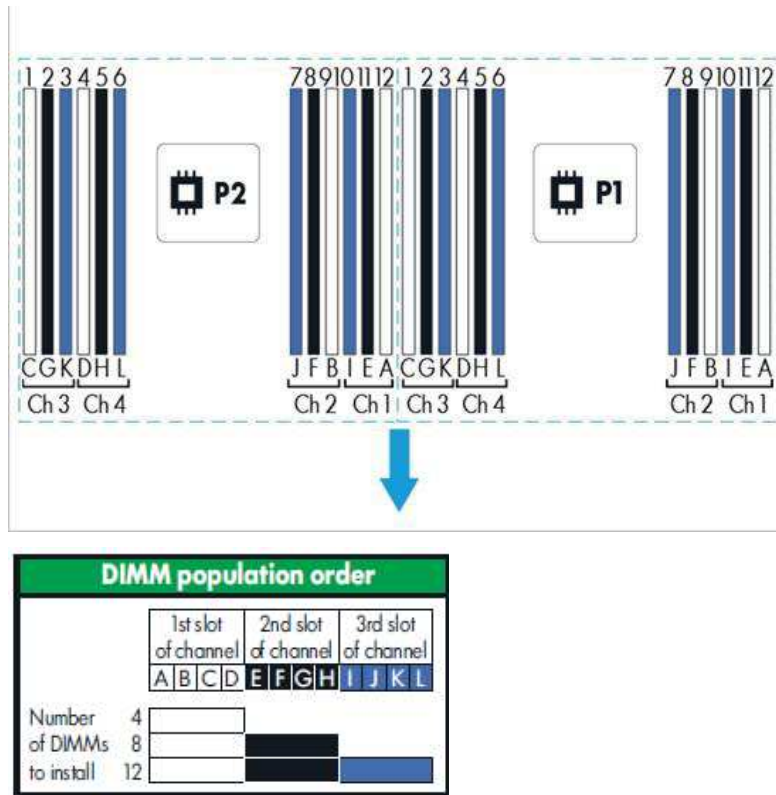 1 2 3 4 5 6 7 8 9 10 11 12 1 2 3 4 5 6 7 8 9 10 11 12
P2 P1
C G K D H L J F B I E A C G K D H L J F B I E A
Ch 3 Ch 4 Ch 2 Ch 1 Ch 3 Ch 4 Ch 2 Ch 1
DIMM population order
1st slot 2nd slot 3rd slot
of channel of channel of channel
A B C D E F G H I J K L
Number 4
of DIMMs 8
to install 12